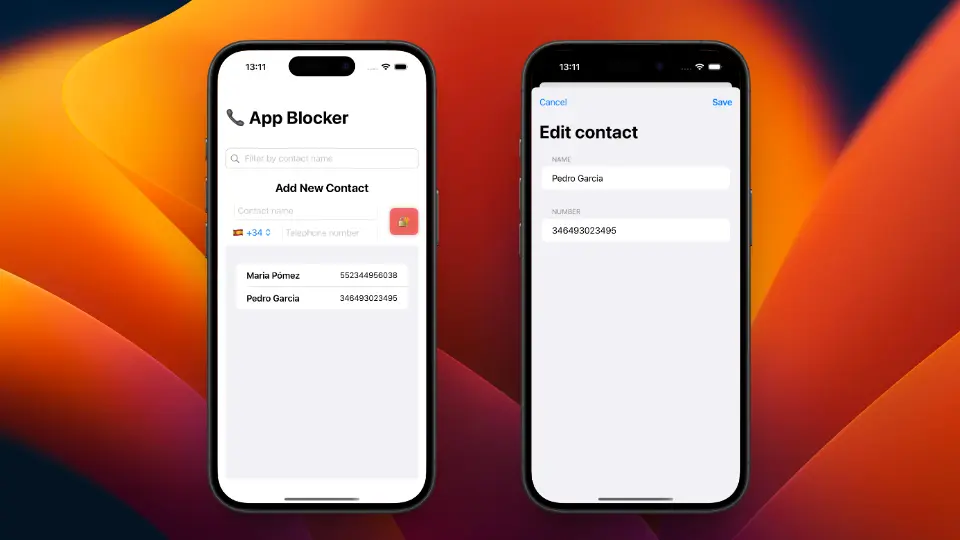 13:11
📞 App Blocker
Filter by contact name
Add New Contact
Contact name
🇪🇸 +34
Telephone number
Maria Pómez 552344956038
Pedro Garcia 346493023495
13:11
Cancel Save
Edit contact
NAME
Pedro Garcia
NUMBER
346493023495